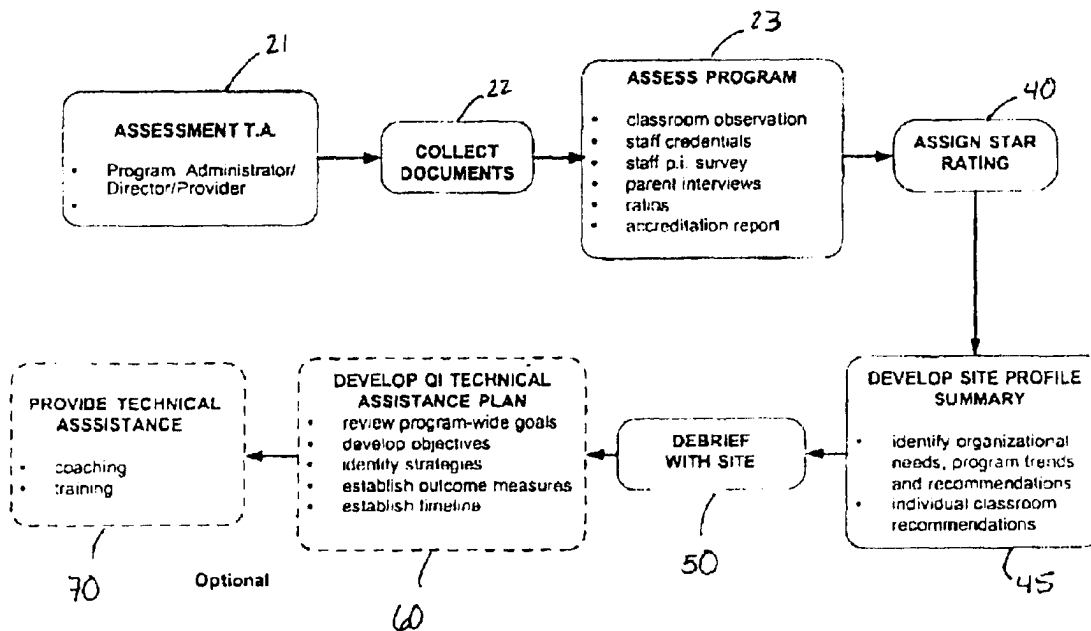 21
ASSESSMENT T.A.
• Program Administrator/
Director/Provider
•
22
COLLECT
DOCUMENTS
23
ASSESS PROGRAM
• classroom observation
• staff credentials
• staff p.i. survey
• parent interviews
• ratios
• accreditation report
40
ASSIGN STAR
RATING
DEVELOP SITE PROFILE
SUMMARY
• identify organizational
needs, program trends
and recommendations
• individual classroom
recommendations
45
DEBRIEF
WITH SITE
50
DEVELOP QI TECHNICAL
ASSISTANCE PLAN
• review program-wide goals
• develop objectives
• identify strategies
• establish outcome measures
• establish timeline
60
PROVIDE TECHNICAL
ASSSISTANCE
• coaching
• training
70
Optional